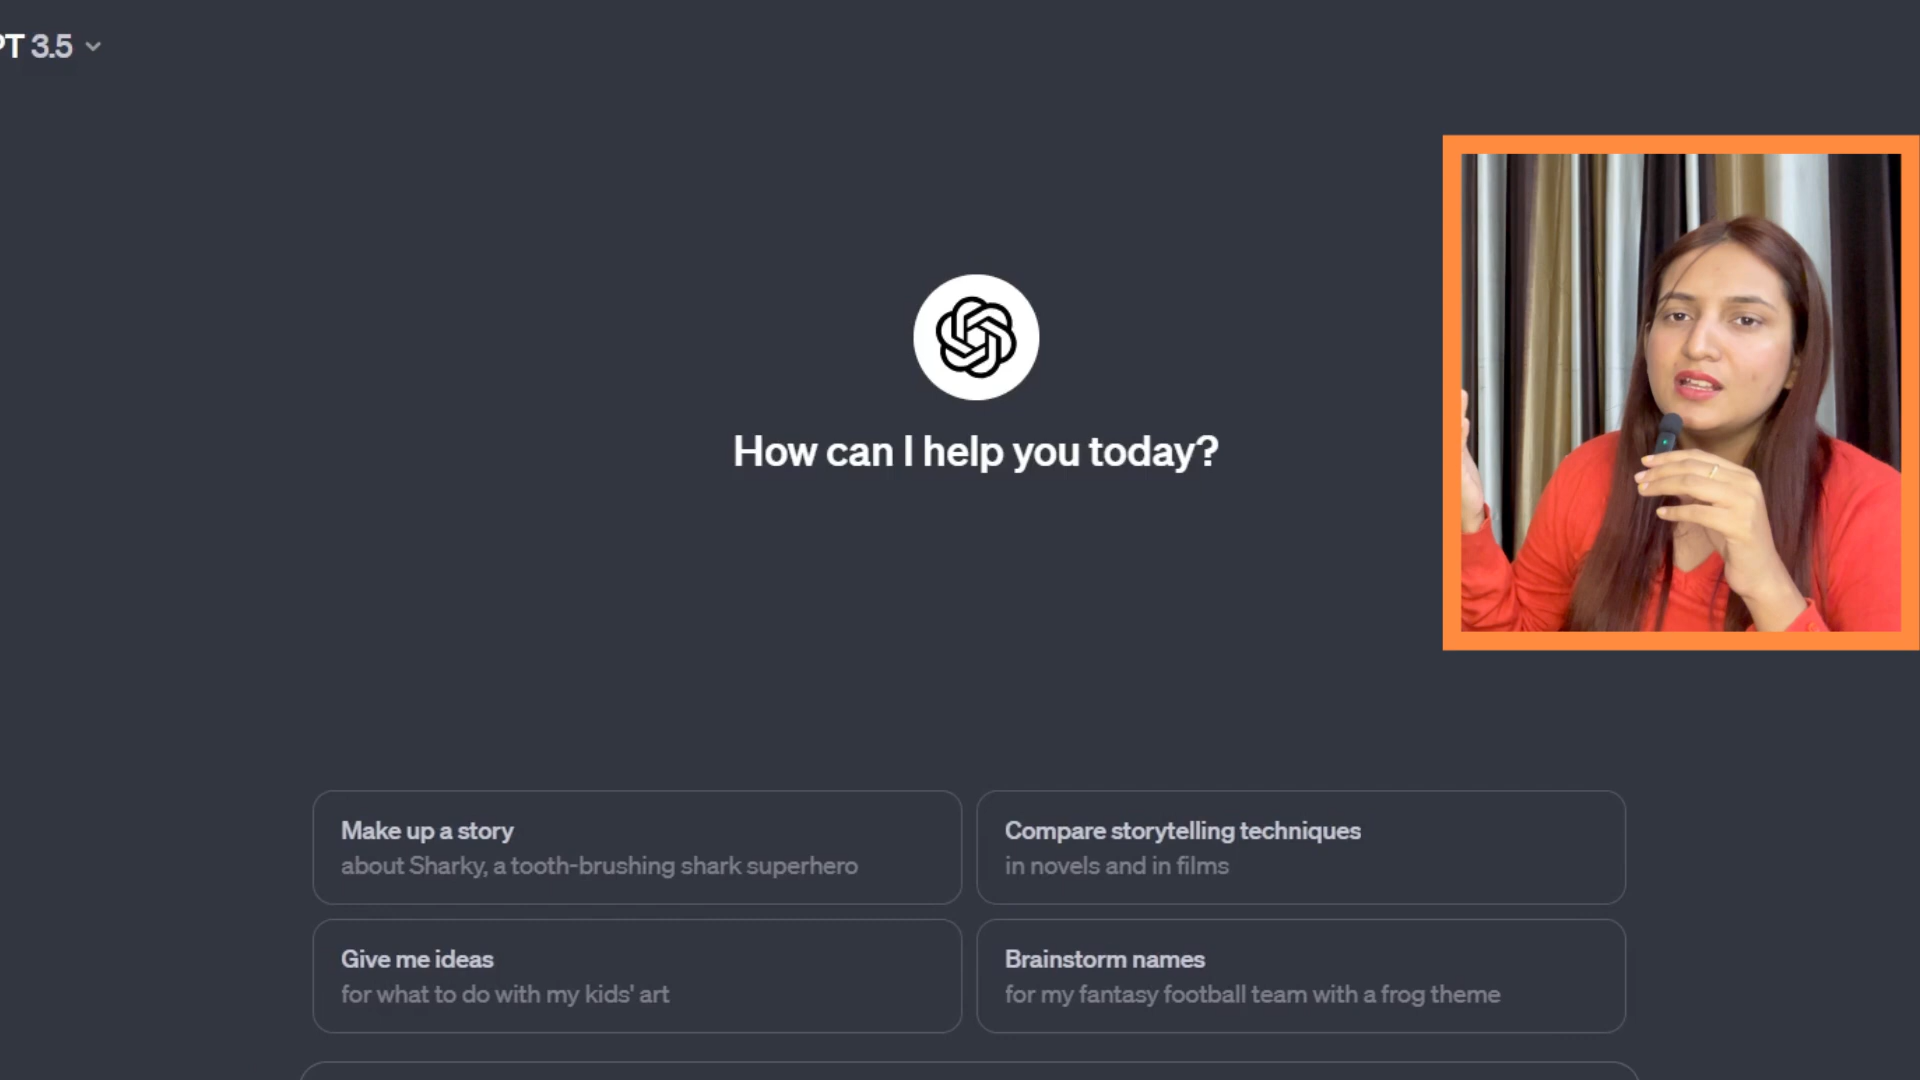 PT 3.5
How can I help you today?
Make up a story
about Sharky, a tooth-brushing shark superhero
Compare storytelling techniques
in novels and in films
Give me ideas
for what to do with my kids' art
Brainstorm names
for my fantasy football team with a frog theme